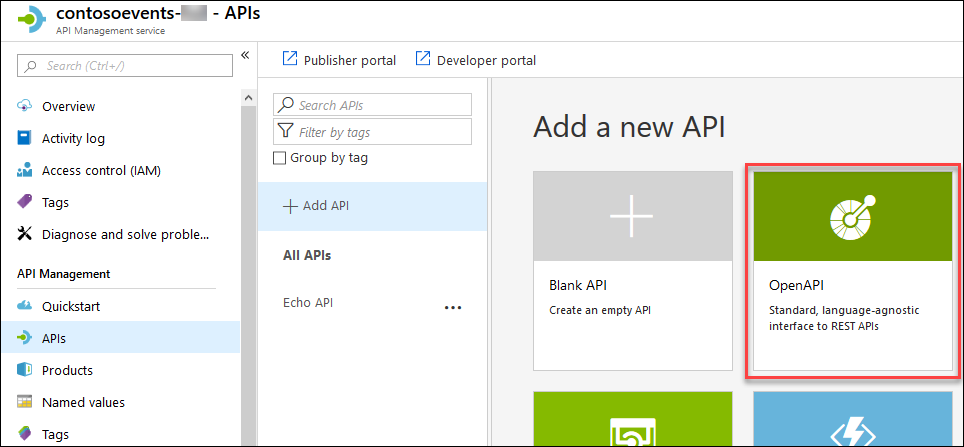 contosoevents- - APIs
API Management service
Search (Ctrl+/)
«
Overview
Activity log
Access control (IAM)
Tags
Diagnose and solve proble...
API Management
Quickstart
APIs
Products
Named values
Tags
Publisher portal
Developer portal
Search APIs
Filter by tags
Group by tag
+ Add API
All APIs
Echo API
...
Add a new API
Blank API
Create an empty API
OpenAPI
Standard, language-agnostic
interface to REST APIs